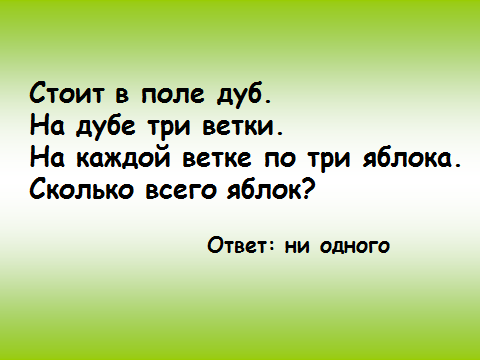 Стоит в поле дуб.
На дубе три ветки.
На каждой ветке по три яблока.
Сколько всего яблок?
Ответ: ни одного